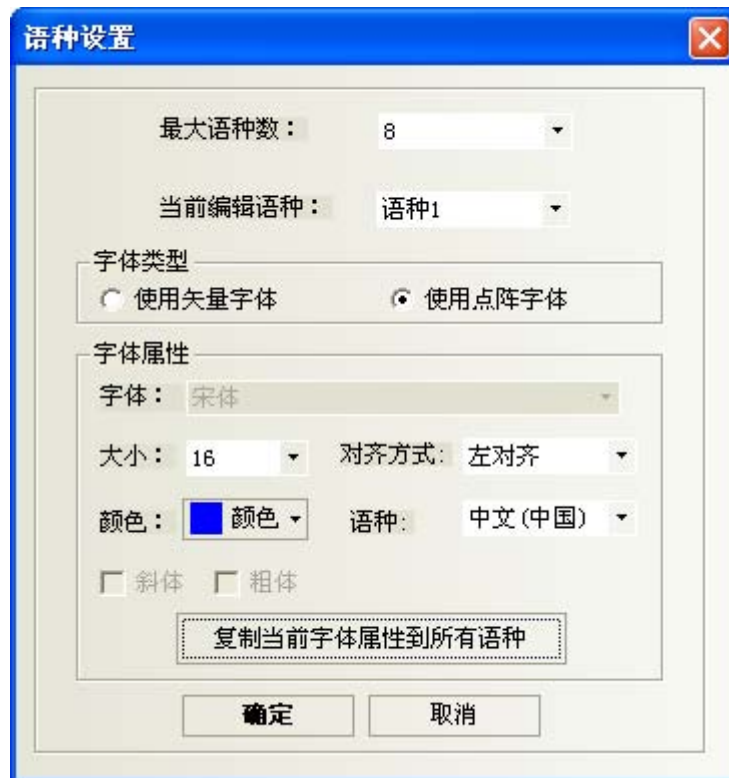 语种设置
最大语种数： 8
当前编辑语种： 语种1
字体类型
使用矢量字体 使用点阵字体
字体属性
字体： 宋体
大小： 16 对齐方式: 左对齐
颜色： 颜色 语种: 中文(中国)
斜体 粗体
复制当前字体属性到所有语种
确定 取消